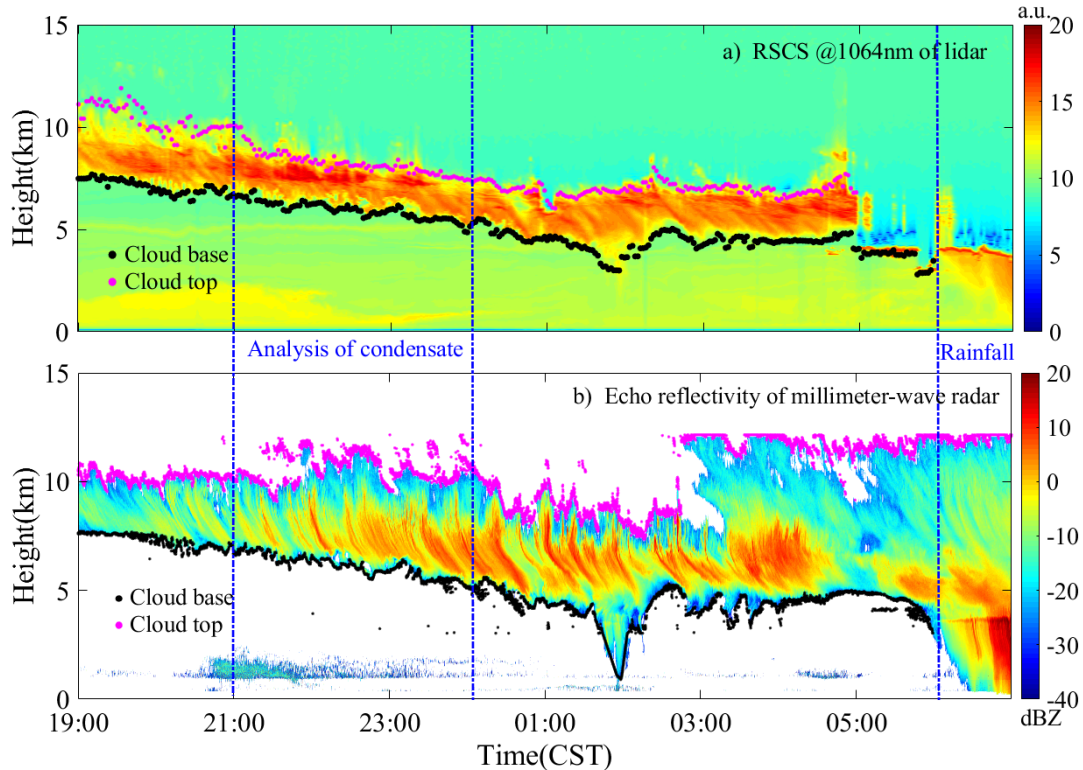 a.u.
15
10
5
0
Height(km)
a) RSCS @1064nm of lidar
Cloud base
Cloud top
20
15
10
5
0
Analysis of condensate
Rainfall
15
10
5
0
Height(km)
b) Echo reflectivity of millimeter-wave radar
Cloud base
Cloud top
20
10
0
-10
-20
-30
-40
dBZ
19:00 21:00 23:00 01:00 03:00 05:00
Time(CST)